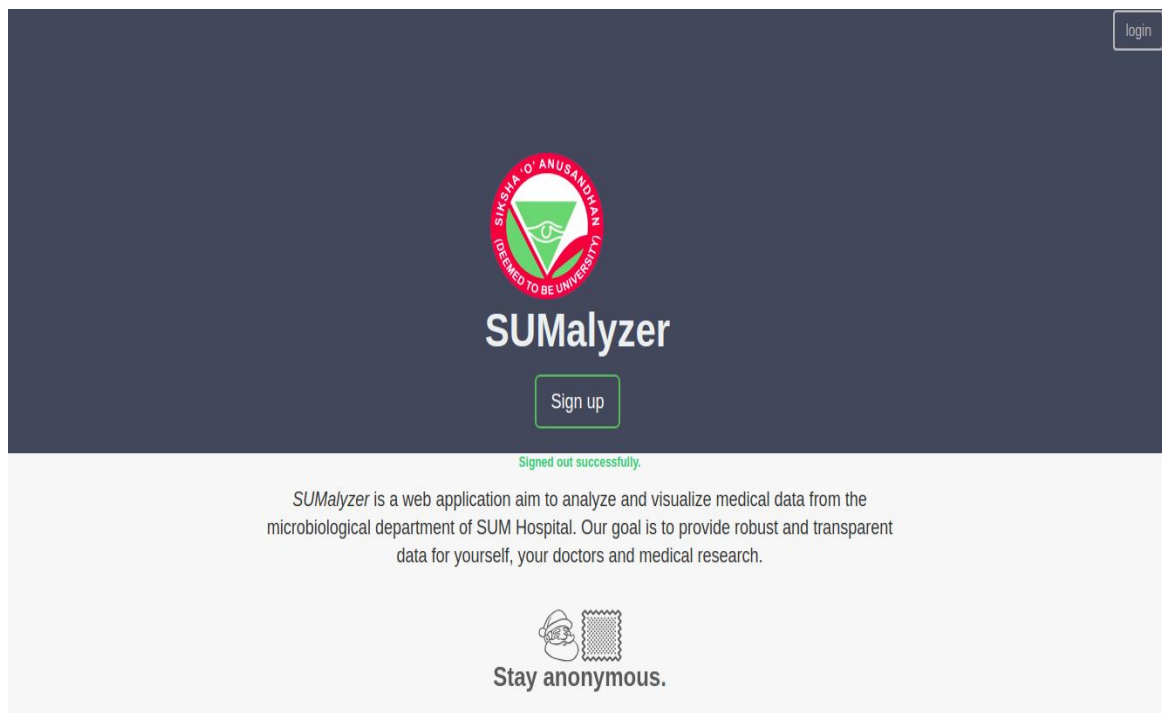 login
SIKSHA 'O' ANUSANDHAN
(DEEMED TO BE UNIVERSITY)
SUMalyzer
Sign up
Signed out successfully.
SUMalyzer is a web application aim to analyze and visualize medical data from the
microbiological department of SUM Hospital. Our goal is to provide robust and transparent
data for yourself, your doctors and medical research.
Stay anonymous.